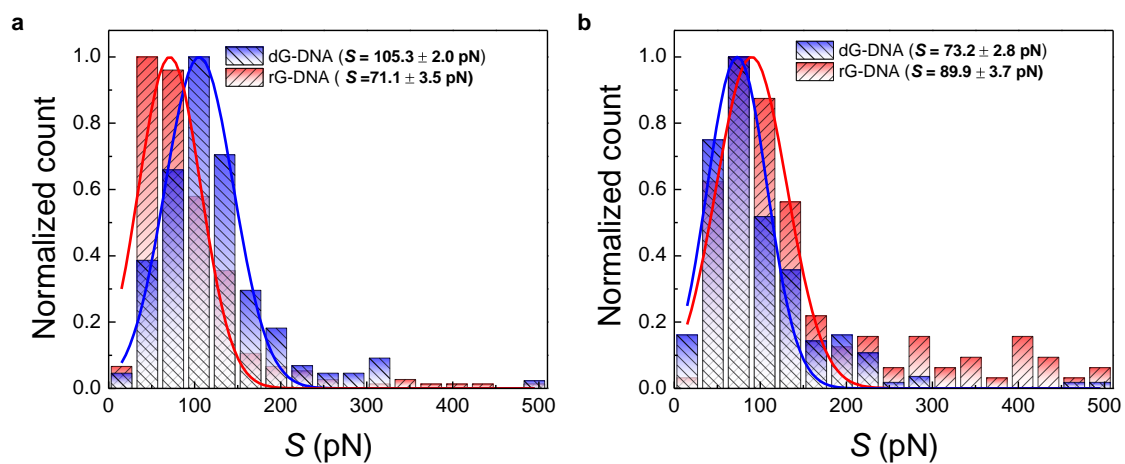 a
dG-DNA (S = 105.3 ± 2.0 pN)
rG-DNA ( S =71.1 ± 3.5 pN)
Normalized count
1.0
0.8
0.6
0.4
0.2
0.0
0 100 200 300 400 500
S (pN)
b
dG-DNA (S = 73.2 ± 2.8 pN)
rG-DNA (S = 89.9 ± 3.7 pN)
Normalized count
1.0
0.8
0.6
0.4
0.2
0.0
0 100 200 300 400 500
S (pN)